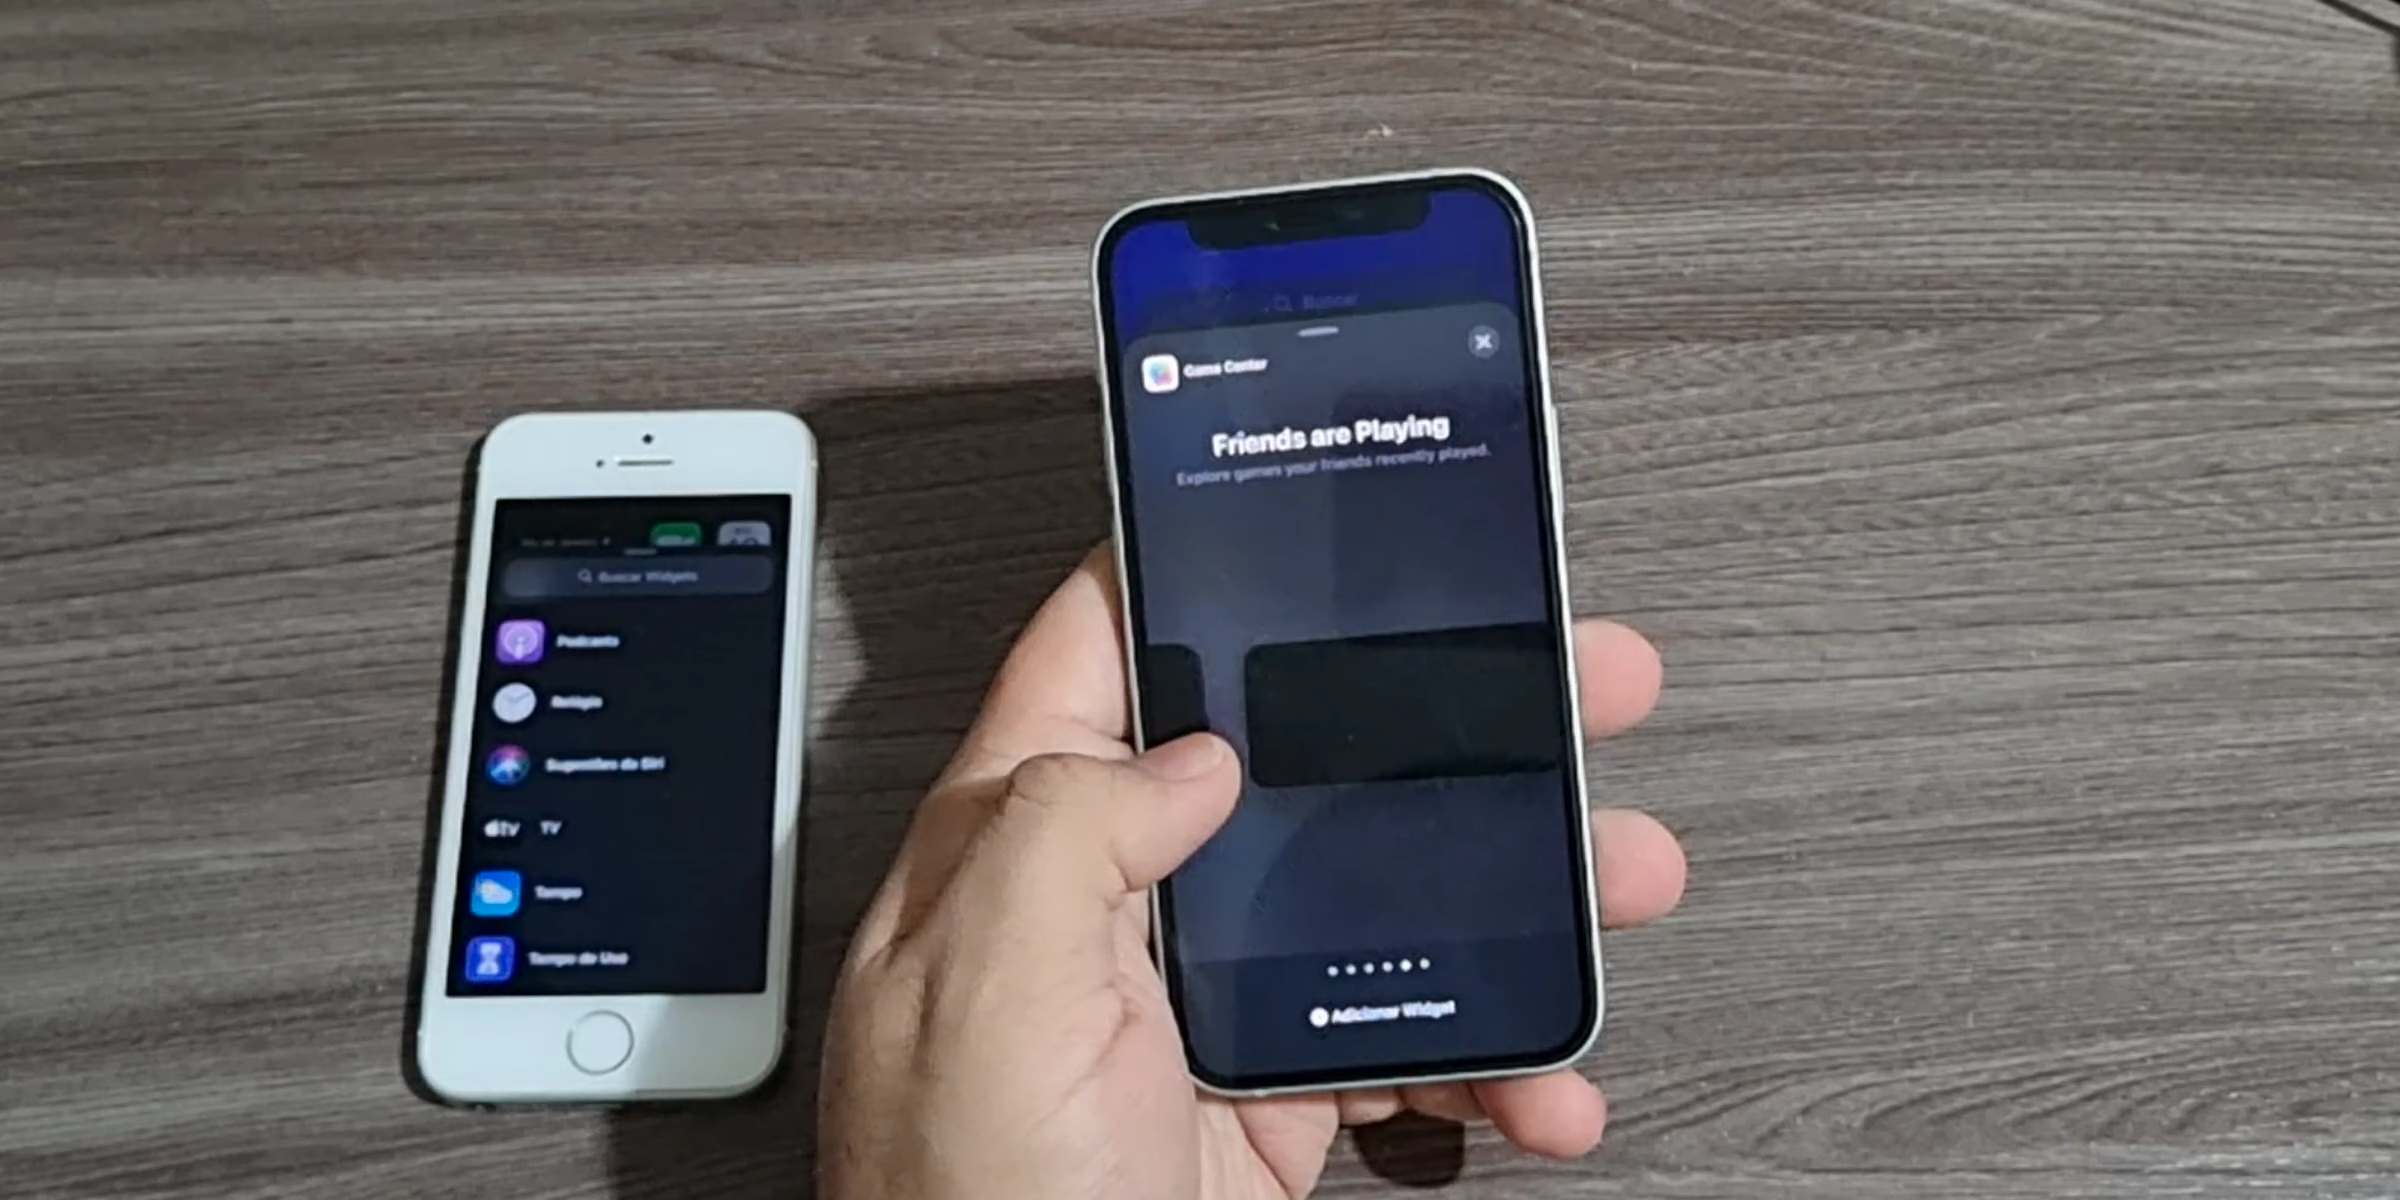 Buscar Widgets
Podcasts
Relógio
Sugestões da Siri
tv TV
Tempo
Tempo de Uso
Buscar
Game Center
Friends are Playing
Explore games your friends recently played.
Adicionar Widget